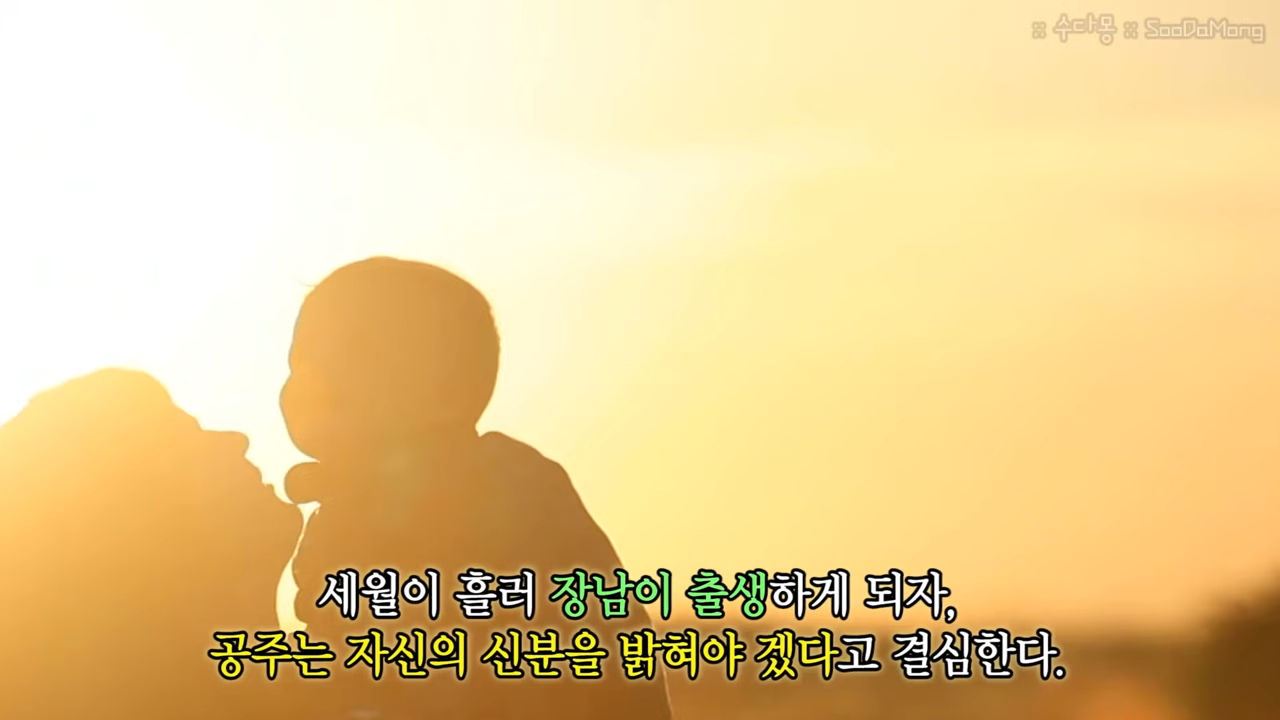 :: 수다몽 :: SooDaMong
세월이 흘러 장남이 출생하게 되자,
공주는 자신의 신분을 밝혀야 겠다고 결심한다.